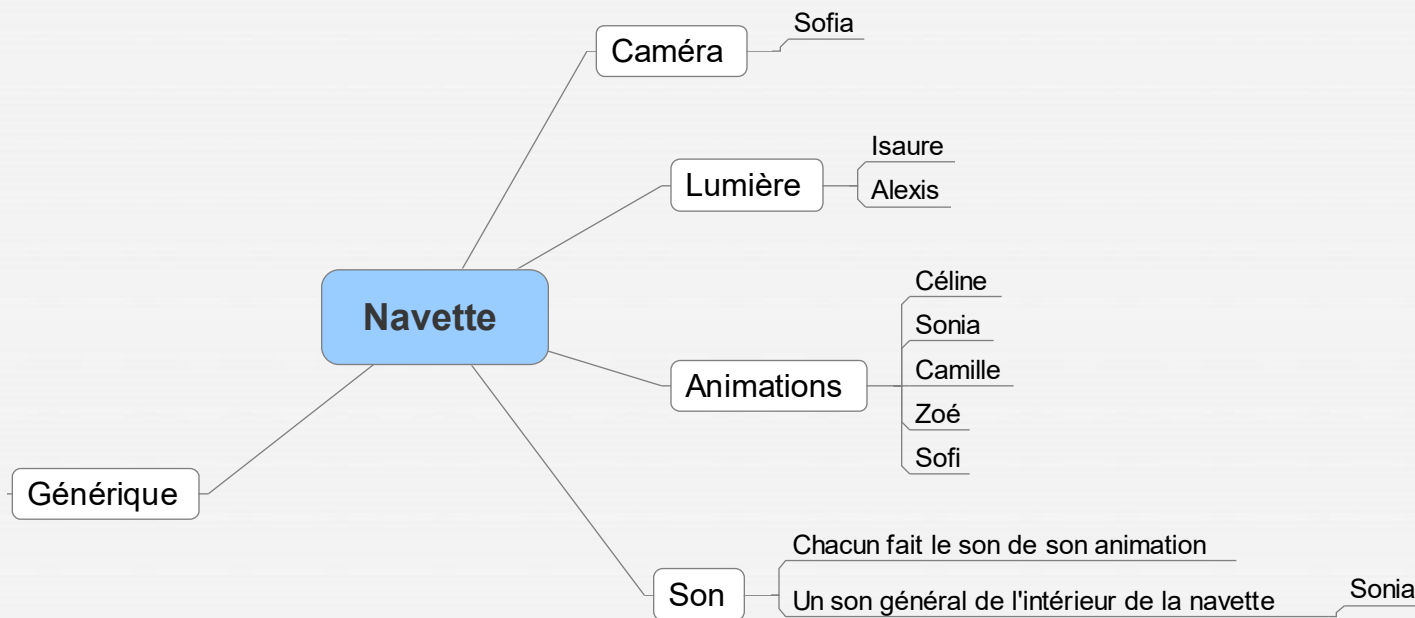 Caméra
Sofia
Lumière
Isaure
Alexis
Navette
Animations
Céline
Sonia
Camille
Zoé
Sofi
Générique
Son
Chacun fait le son de son animation
Un son général de l'intérieur de la navette
Sonia